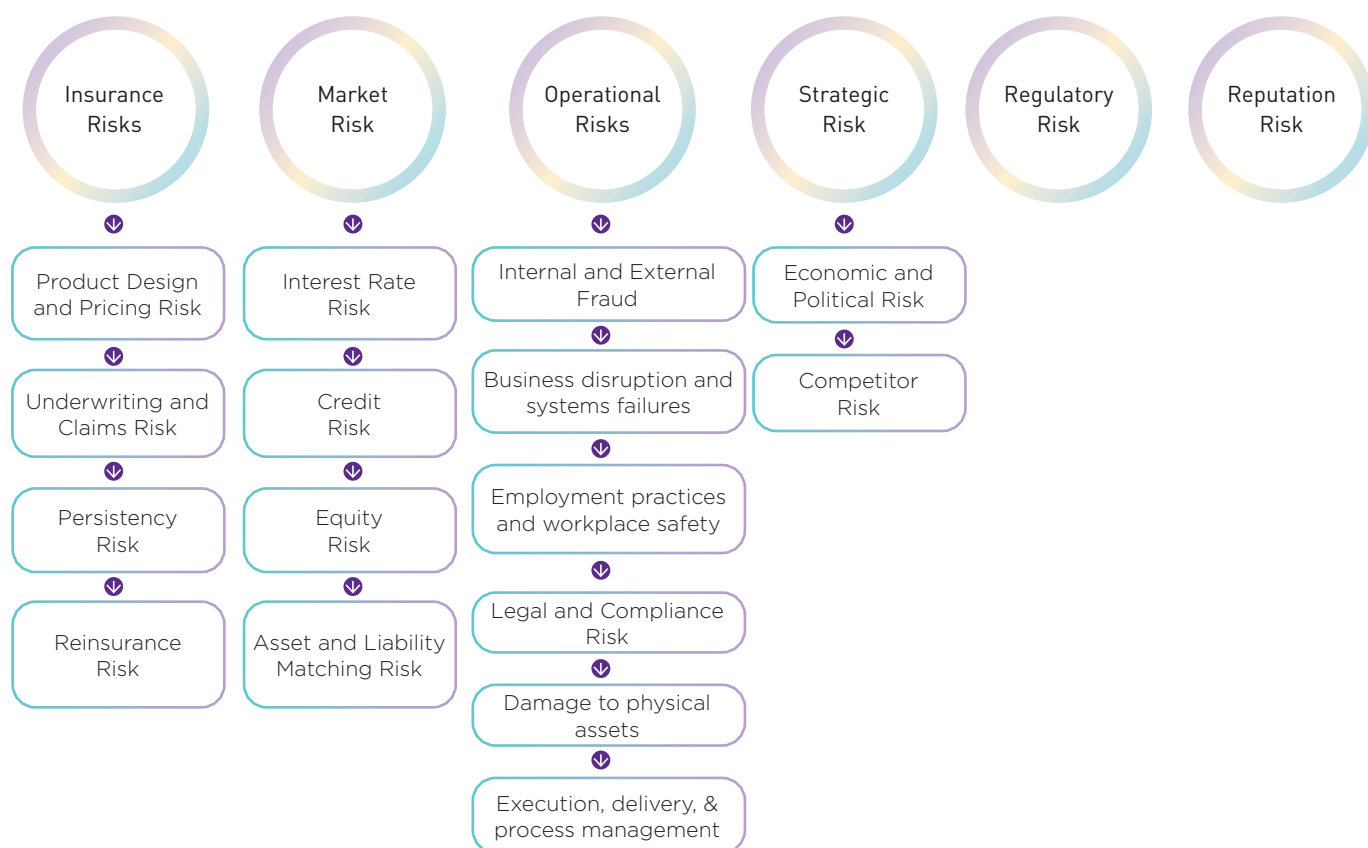 Insurance
Risks
Market
Risk
Operational
Risks
Strategic
Risk
Regulatory
Risk
Reputation
Risk
Product Design
and Pricing Risk
Underwriting and
Claims Risk
Persistency
Risk
Reinsurance
Risk
Interest Rate
Risk
Credit
Risk
Equity
Risk
Asset and Liability
Matching Risk
Internal and External
Fraud
Business disruption and
systems failures
Employment practices
and workplace safety
Legal and Compliance
Risk
Damage to physical
assets
Execution, delivery, &
process management
Economic and
Political Risk
Competitor
Risk